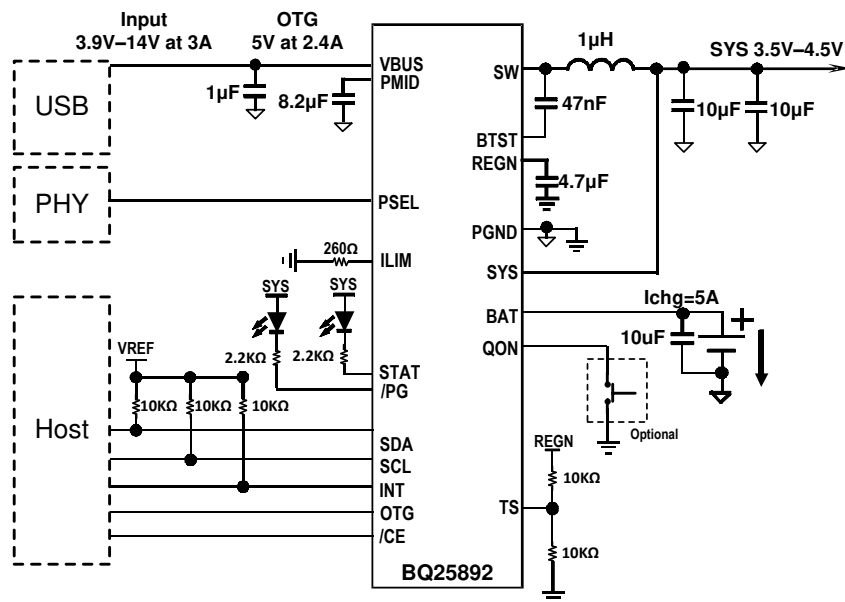 Input
3.9V–14V at 3A
OTG
5V at 2.4A
USB
1µF
8.2µF
VBUS
PMID
PHY
PSEL
260Ω
ILIM
SYS
SYS
2.2KΩ
2.2KΩ
STAT
/PG
VREF
10KΩ
10KΩ
10KΩ
Host
SDA
SCL
INT
OTG
/CE
BQ25892
SW
1µH
SYS 3.5V–4.5V
47nF
10µF
10µF
BTST
REGN
4.7µF
PGND
SYS
BAT
Ichg=5A
10uF
+
QON
Optional
REGN
10KΩ
TS
10KΩ